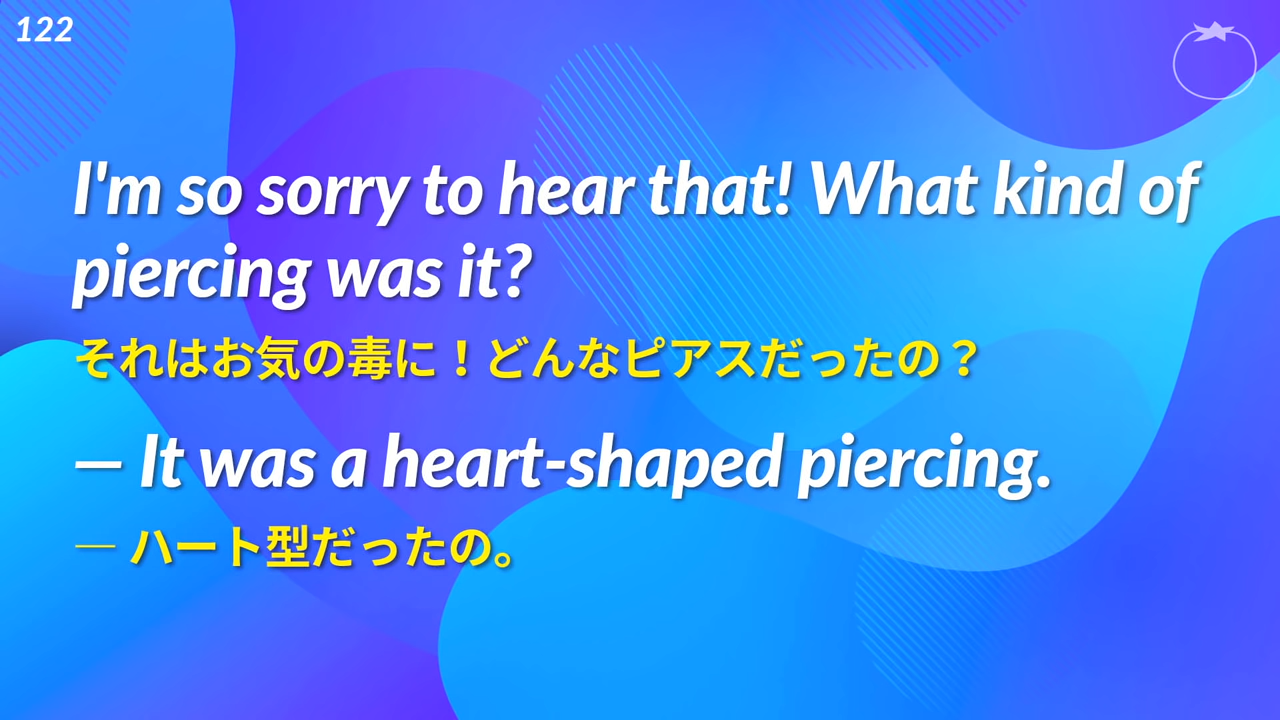 122
I'm so sorry to hear that! What kind of
piercing was it?
それはお気の毒に！どんなピアスだったの？
— It was a heart-shaped piercing.
— ハート型だったの。